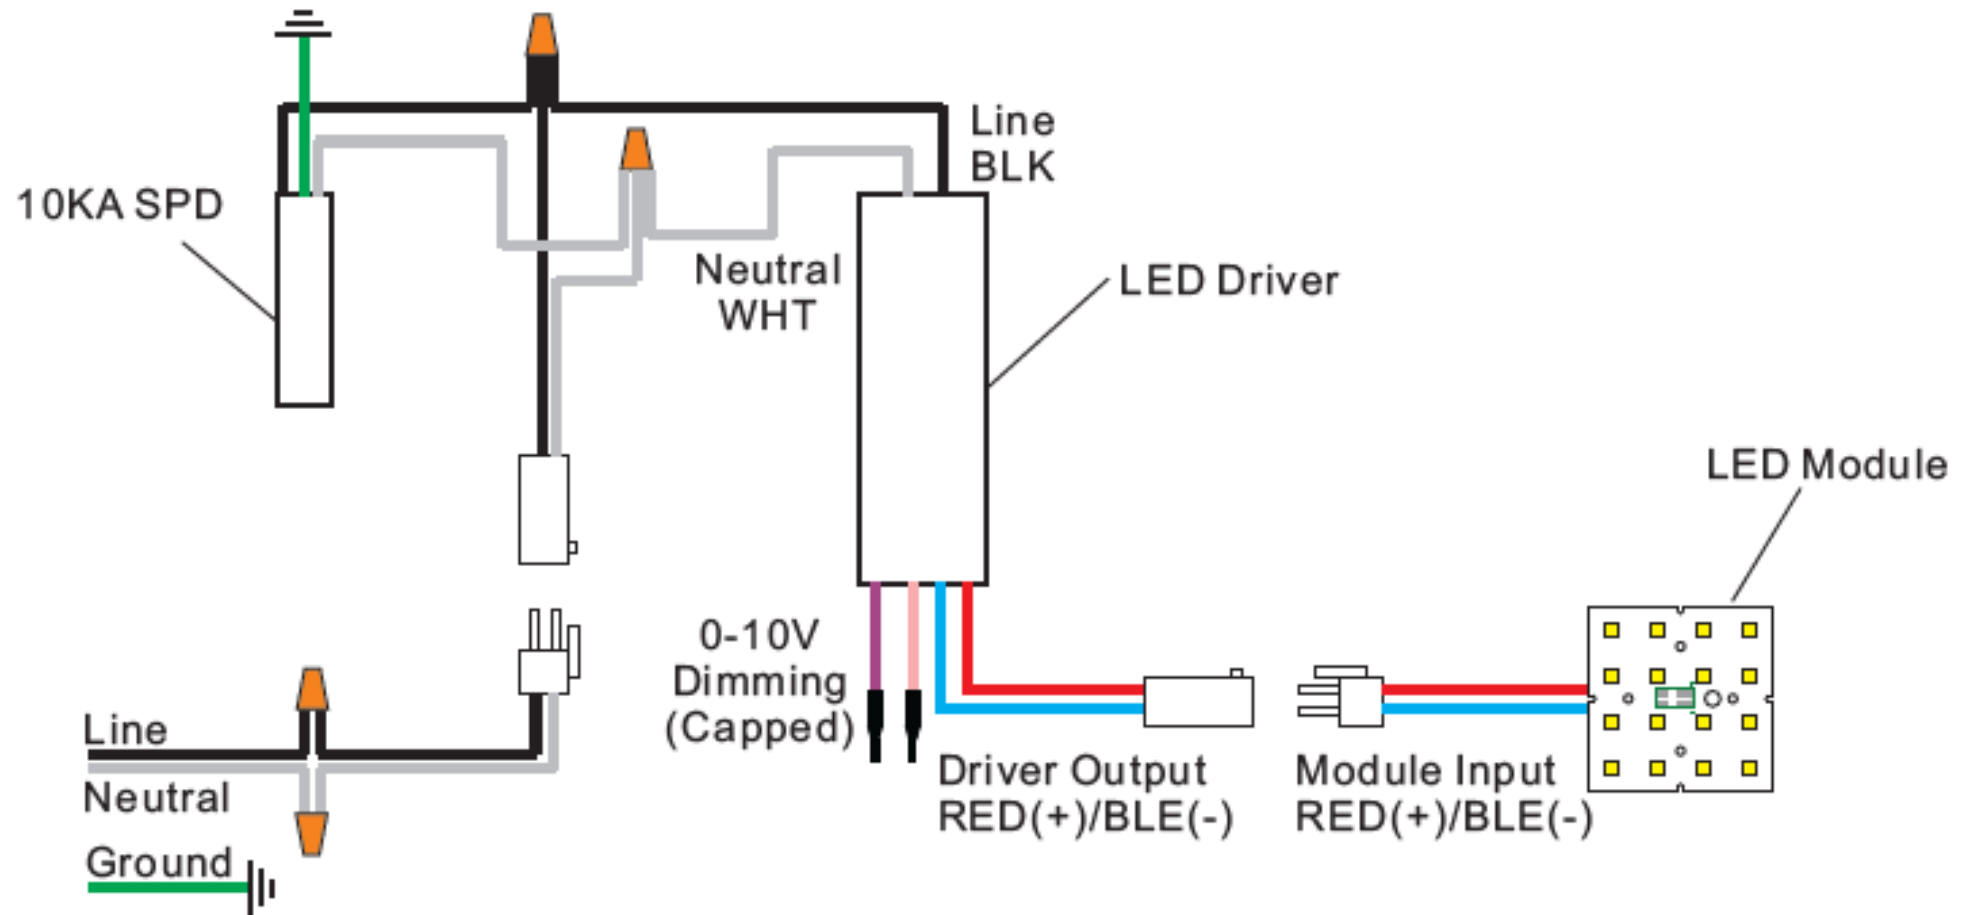 Line
BLK
10KA SPD
Neutral
WHT
LED Driver
LED Module
0-10V
Dimming
(Capped)
Line
Neutral
Ground
Driver Output
RED(+)/BLE(-)
Module Input
RED(+)/BLE(-)